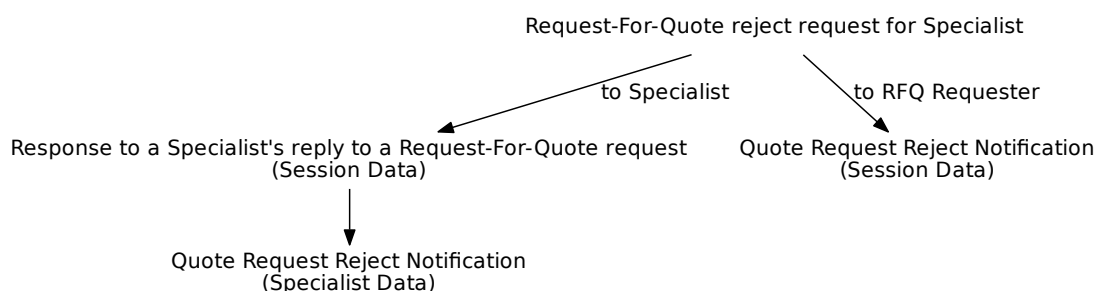 Request-For-Quote reject request for Specialist
to Specialist
to RFQ Requester
Response to a Specialist's reply to a Request-For-Quote request
(Session Data)
Quote Request Reject Notification
(Session Data)
Quote Request Reject Notification
(Specialist Data)